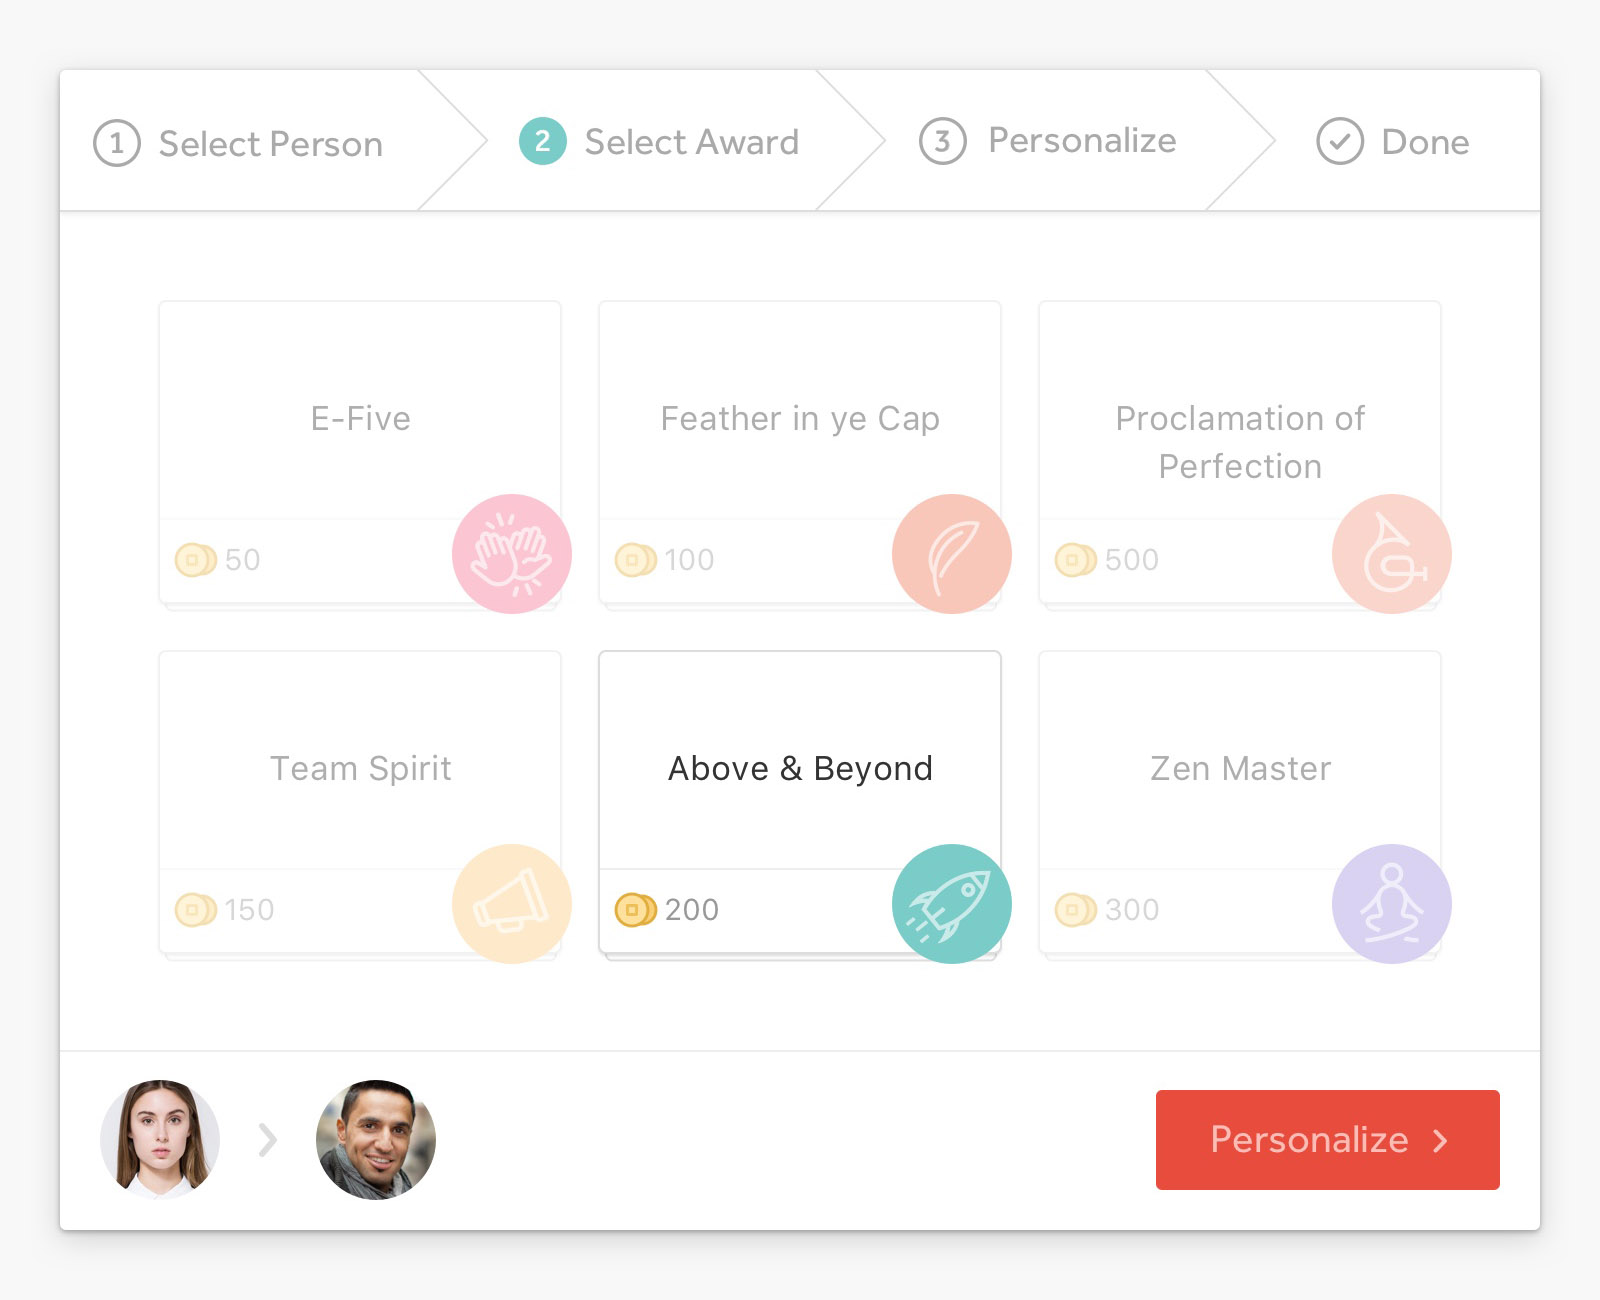 1 Select Person
2 Select Award
3 Personalize
Done
E-Five
50
Feather in ye Cap
100
Proclamation of
Perfection
500
Team Spirit
150
Above & Beyond
200
Zen Master
300
Personalize